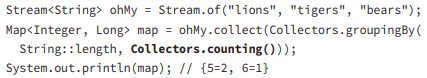 Stream<String> ohMy = Stream.of("lions", "tigers", "bears");
Map<Integer, Long> map = ohMy.collect(Collectors.groupingBy(
  String::length, Collectors.counting()));
System.out.println(map); // {5=2, 6=1}